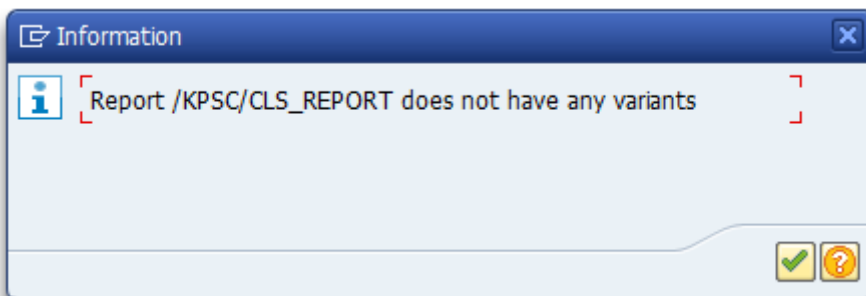 Information
Report /KPSC/CLS_REPORT does not have any variants